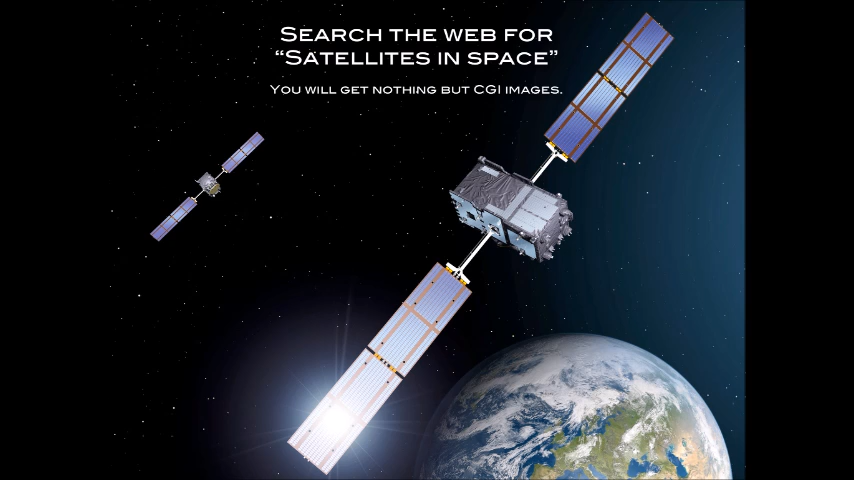 Search the web for
“Satellites in space”
You will get nothing but CGI images.